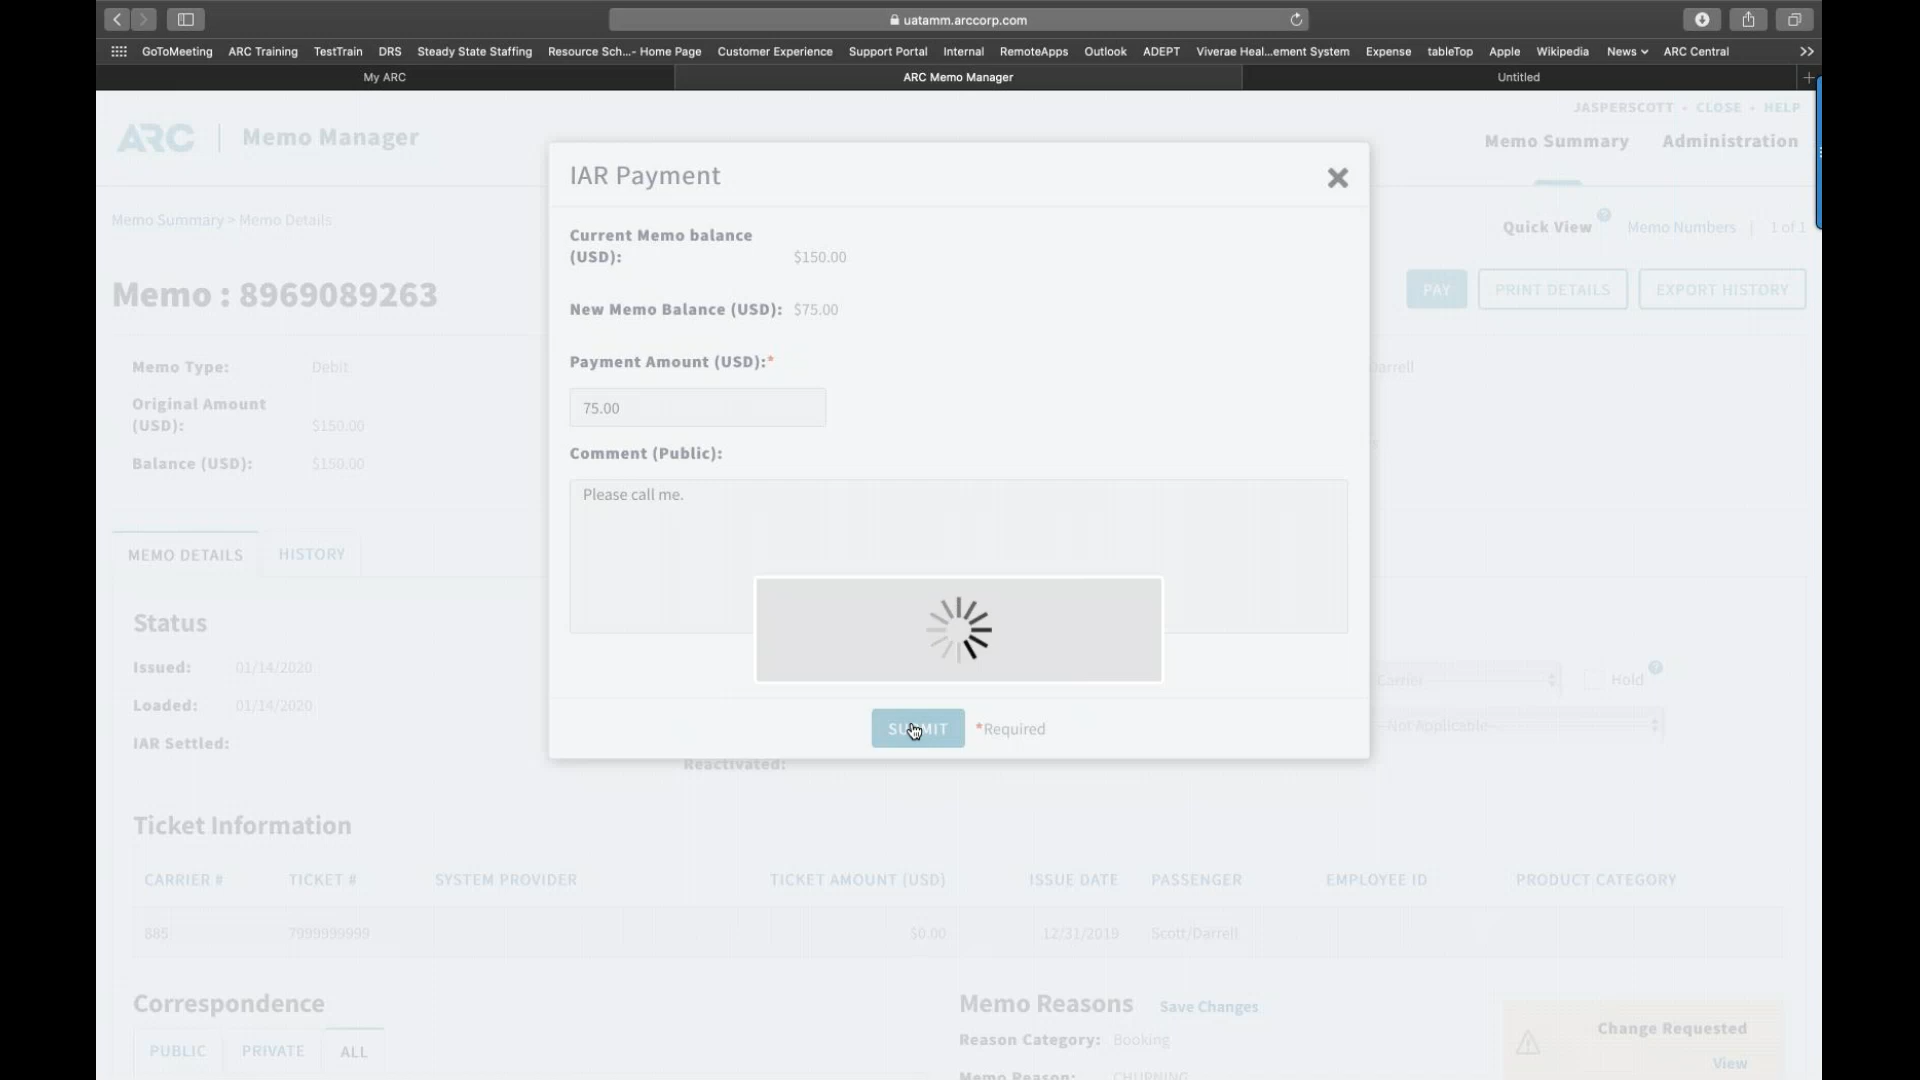 uatamm.arccorp.com
GoToMeeting ARC Training TestTrain DRS Steady State Staffing Resource Sch...- Home Page Customer Experience Support Portal Internal RemoteApps Outlook ADEPT Viverae Heal...ement System Expense tableTop Apple Wikipedia News ARC Central
My ARC ARC Memo Manager Untitled
JASPERSCOTT • CLOSE • HELP
ARC | Memo Manager
Memo Summary Administration
IAR Payment
Memo Summary > Memo Details
Quick View Memo Numbers | 1 of 1
Current Memo balance
(USD): $150.00
Memo : 8969089263
PAY PRINT DETAILS EXPORT HISTORY
New Memo Balance (USD): $75.00
Payment Amount (USD):*
75.00
Memo Type: Debit
Darrell
Original Amount
(USD): $150.00
Balance (USD): $150.00
Comment (Public):
Please call me.
MEMO DETAILS HISTORY
Status
Issued: 01/14/2020
Carrier Hold
Loaded: 01/14/2020
Not Applicable
IAR Settled:
SUBMIT *Required
Reactivated:
Ticket Information
CARRIER # TICKET # SYSTEM PROVIDER TICKET AMOUNT (USD) ISSUE DATE PASSENGER EMPLOYEE ID PRODUCT CATEGORY
885 7999999999 $0.00 12/31/2019 Scott/Darrell
Correspondence
Memo Reasons Save Changes
PUBLIC PRIVATE ALL
Reason Category: Booking
Memo Reason: CHURNING
Change Requested
View